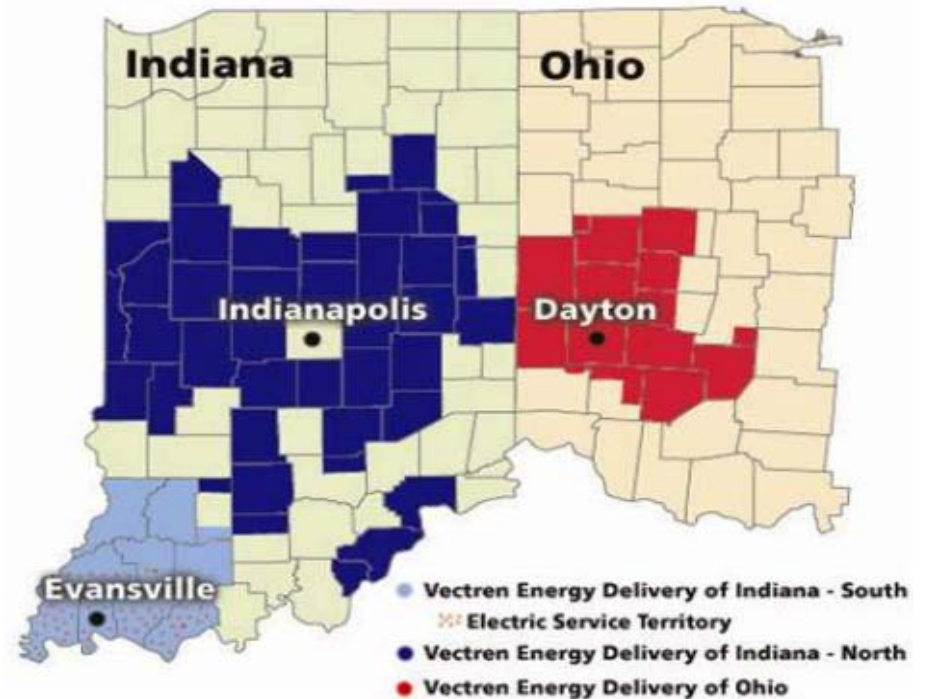 Indiana
Ohio
Indianapolis
Dayton
Evansville
Vectren Energy Delivery of Indiana - South
Electric Service Territory
Vectren Energy Delivery of Indiana - North
Vectren Energy Delivery of Ohio